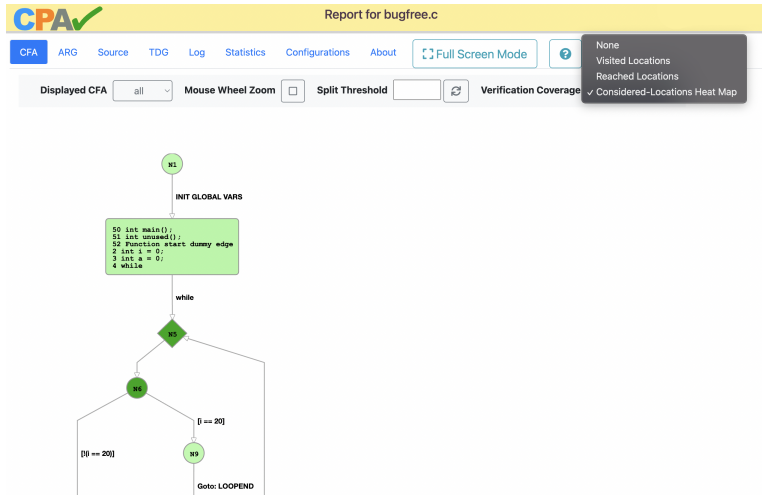 CPA
Report for bugfree.c
CFA ARG Source TDG Log Statistics Configurations About Full Screen Mode ?
None
Visited Locations
Reached Locations
✓ Considered-Locations Heat Map
Displayed CFA all Mouse Wheel Zoom Split Threshold Verification Coverage
N1
INIT GLOBAL VARS
50 int main();
51 int unused();
52 Function start dummy edge
2 int i = 0;
3 int a = 0;
4 while
while
N5
N6
[i == 20]
[!(i == 20)]
N9
Goto: LOOPEND